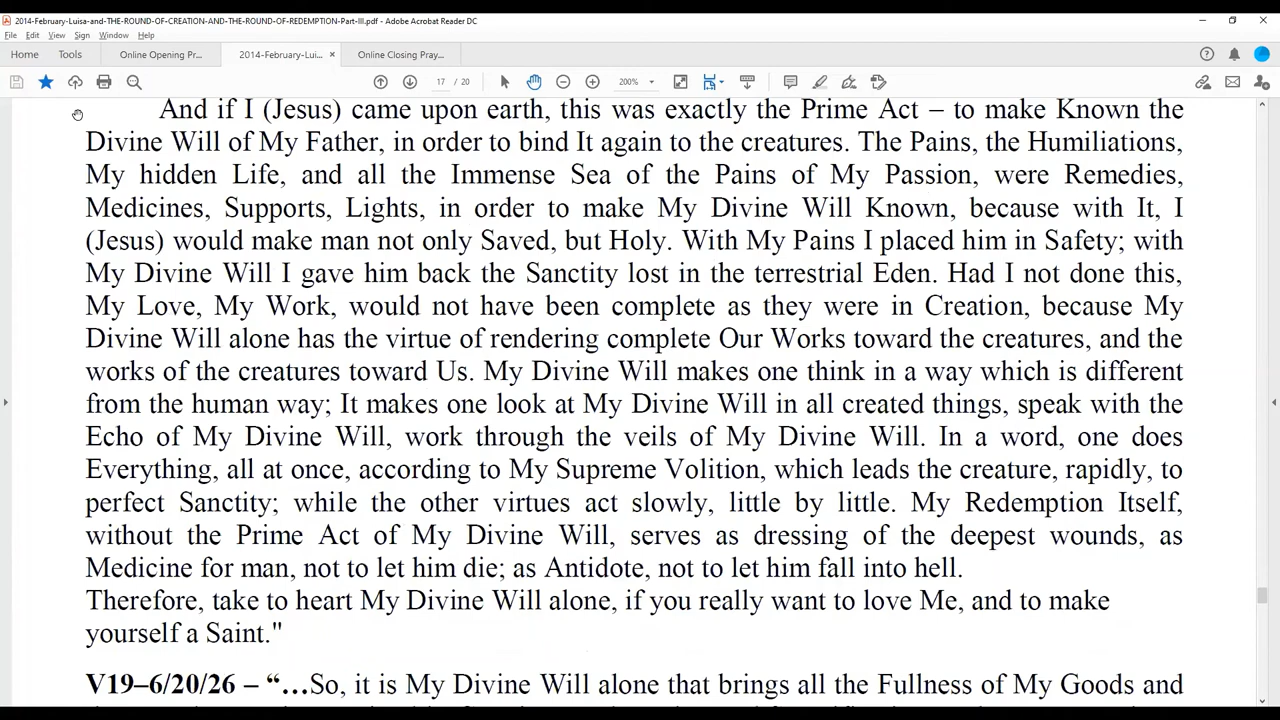 2014-February-Luisa-and-THE-ROUND-OF-CREATION-AND-THE-ROUND-OF-REDEMPTION-Part-III.pdf - Adobe Acrobat Reader DC
File Edit View Sign Window Help
Home Tools Online Opening Pr... 2014-February-Lui... × Online Closing Pray...
17 / 20 200%
And if I (Jesus) came upon earth, this was exactly the Prime Act – to make Known the
Divine Will of My Father, in order to bind It again to the creatures. The Pains, the Humiliations,
My hidden Life, and all the Immense Sea of the Pains of My Passion, were Remedies,
Medicines, Supports, Lights, in order to make My Divine Will Known, because with It, I
(Jesus) would make man not only Saved, but Holy. With My Pains I placed him in Safety; with
My Divine Will I gave him back the Sanctity lost in the terrestrial Eden. Had I not done this,
My Love, My Work, would not have been complete as they were in Creation, because My
Divine Will alone has the virtue of rendering complete Our Works toward the creatures, and the
works of the creatures toward Us. My Divine Will makes one think in a way which is different
from the human way; It makes one look at My Divine Will in all created things, speak with the
Echo of My Divine Will, work through the veils of My Divine Will. In a word, one does
Everything, all at once, according to My Supreme Volition, which leads the creature, rapidly, to
perfect Sanctity; while the other virtues act slowly, little by little. My Redemption Itself,
without the Prime Act of My Divine Will, serves as dressing of the deepest wounds, as
Medicine for man, not to let him die; as Antidote, not to let him fall into hell.
Therefore, take to heart My Divine Will alone, if you really want to love Me, and to make
yourself a Saint."
V19–6/20/26 – “…So, it is My Divine Will alone that brings all the Fullness of My Goods and